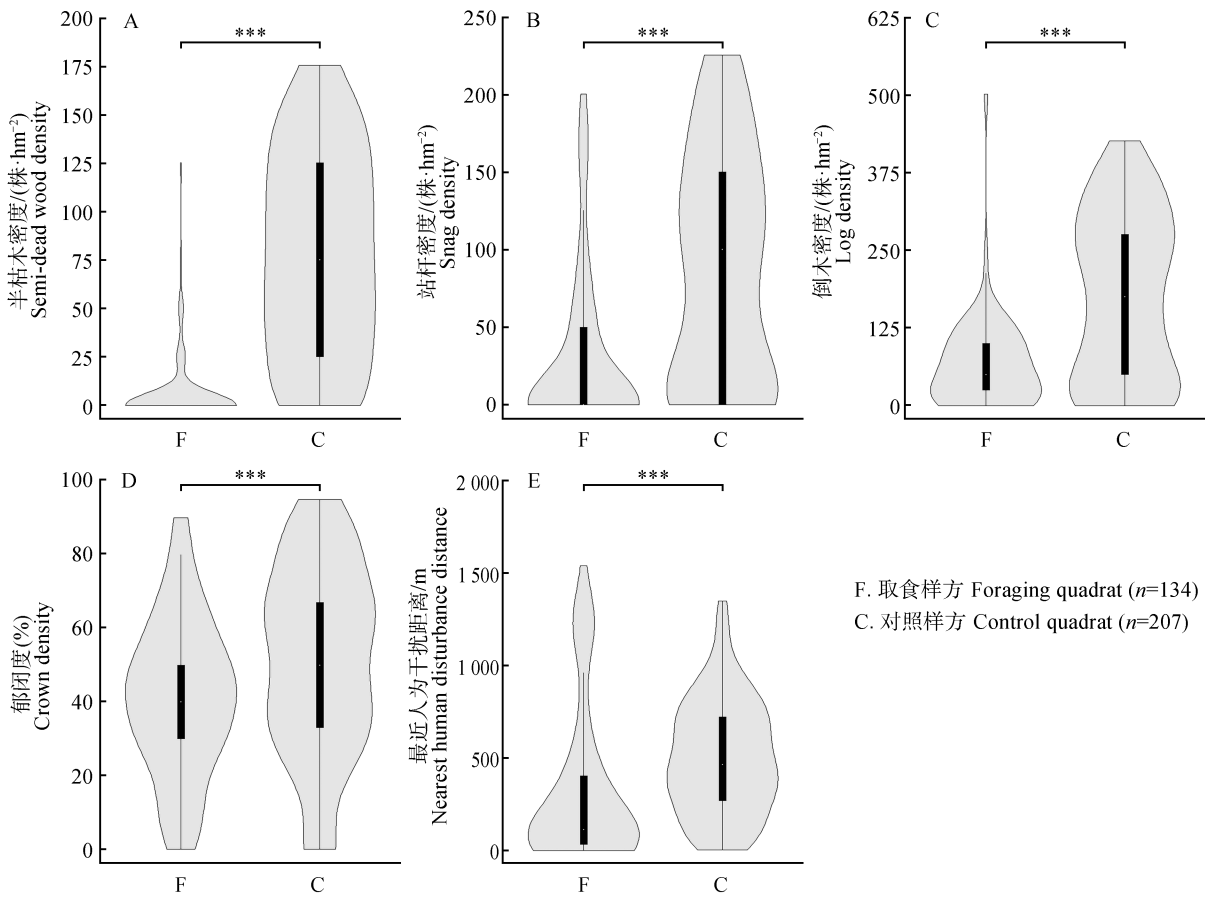 A
***
200
175
150
125
100
75
50
25
0
半枯木密度/(株·hm⁻²)
Semi-dead wood density
F
C
B
***
250
200
150
100
50
0
站杆密度/(株·hm⁻²)
Snag density
F
C
C
***
625
500
375
250
125
0
倒木密度/(株·hm⁻²)
Log density
F
C
D
***
100
80
60
40
20
0
郁闭度(%)
Crown density
F
C
E
***
2 000
1 500
1 000
500
0
最近人为干扰距离/m
Nearest human disturbance distance
F
C
F. 取食样方 Foraging quadrat (n=134)
C. 对照样方 Control quadrat (n=207)